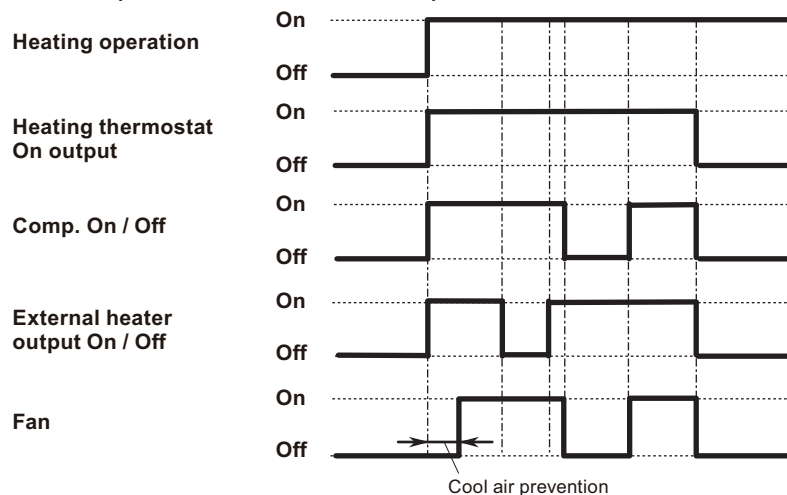 Heating operation
On
Off
Heating thermostat
On output
On
Off
Comp. On / Off
On
Off
External heater
output On / Off
On
Off
Fan
On
Off
Cool air prevention